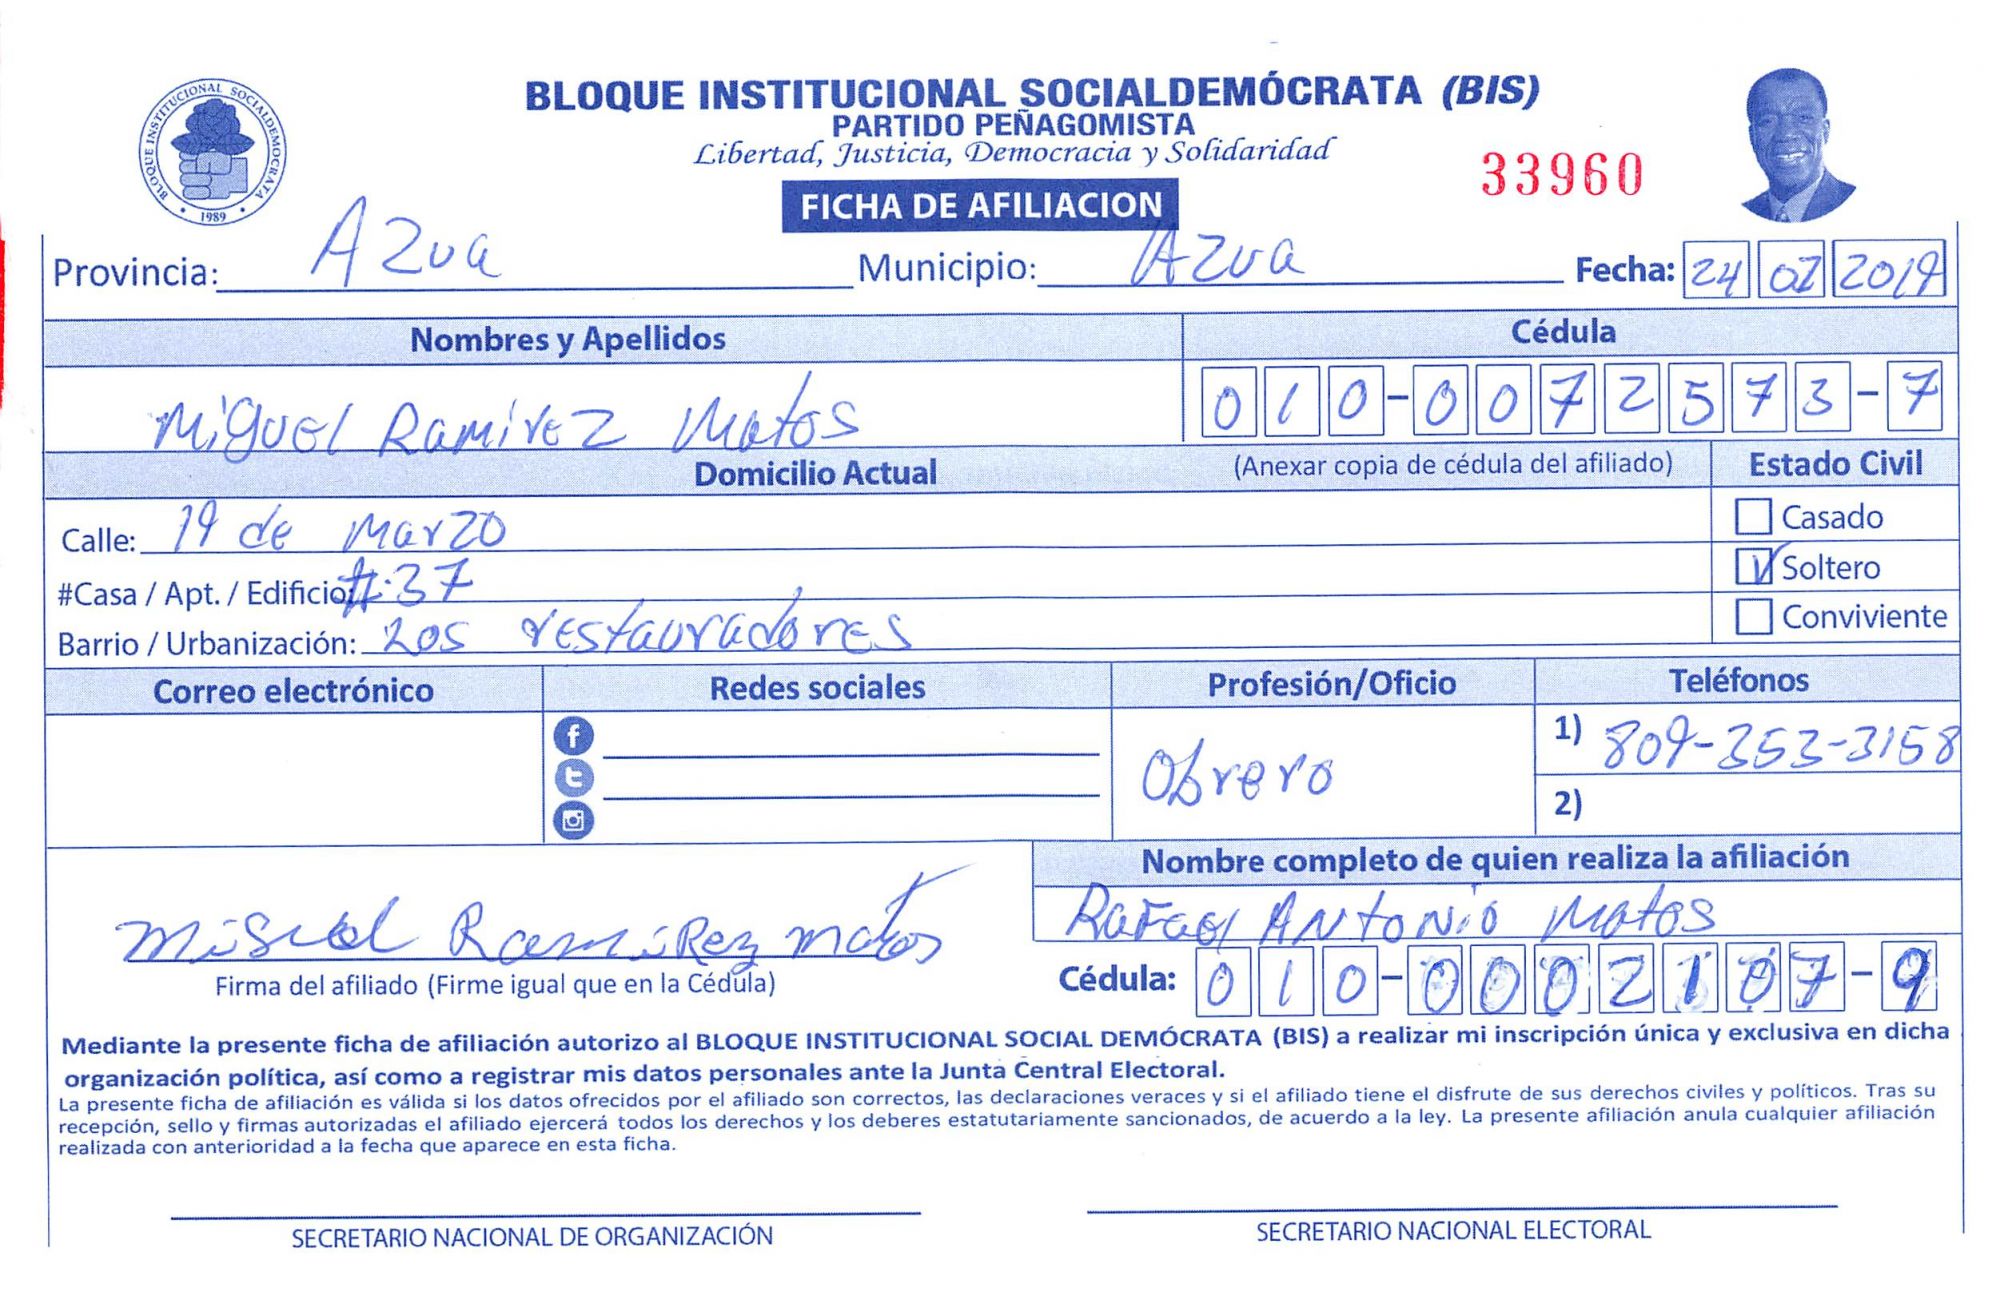 BLOQUE INSTITUCIONAL SOCIALDEMOCRATA
1989
BLOQUE INSTITUCIONAL SOCIALDEMÓCRATA (BIS)
PARTIDO PEÑAGOMISTA
Libertad, Justicia, Democracia y Solidaridad
33960
FICHA DE AFILIACION
Provincia: Azua Municipio: Azua Fecha: 24 07 2019
Nombres y Apellidos Cédula
Miguel Ramirez Matos 010-0072573-7
Domicilio Actual (Anexar copia de cédula del afiliado) Estado Civil
Calle: 19 de Marzo Casado
#Casa / Apt. / Edificio: #37 Soltero
Barrio / Urbanización: Los restauradores Conviviente
Correo electrónico Redes sociales Profesión/Oficio Teléfonos
Obrero 1) 809-353-3158
2)
Nombre completo de quien realiza la afiliación
Rafael Antonio Matos
Miguel Ramirez matos
Firma del afiliado (Firme igual que en la Cédula) Cédula: 010-0002107-9
Mediante la presente ficha de afiliación autorizo al BLOQUE INSTITUCIONAL SOCIAL DEMÓCRATA (BIS) a realizar mi inscripción única y exclusiva en dicha
organización política, así como a registrar mis datos personales ante la Junta Central Electoral.
La presente ficha de afiliación es válida si los datos ofrecidos por el afiliado son correctos, las declaraciones veraces y si el afiliado tiene el disfrute de sus derechos civiles y políticos. Tras su
recepción, sello y firmas autorizadas el afiliado ejercerá todos los derechos y los deberes estatutariamente sancionados, de acuerdo a la ley. La presente afiliación anula cualquier afiliación
realizada con anterioridad a la fecha que aparece en esta ficha.
SECRETARIO NACIONAL DE ORGANIZACIÓN SECRETARIO NACIONAL ELECTORAL